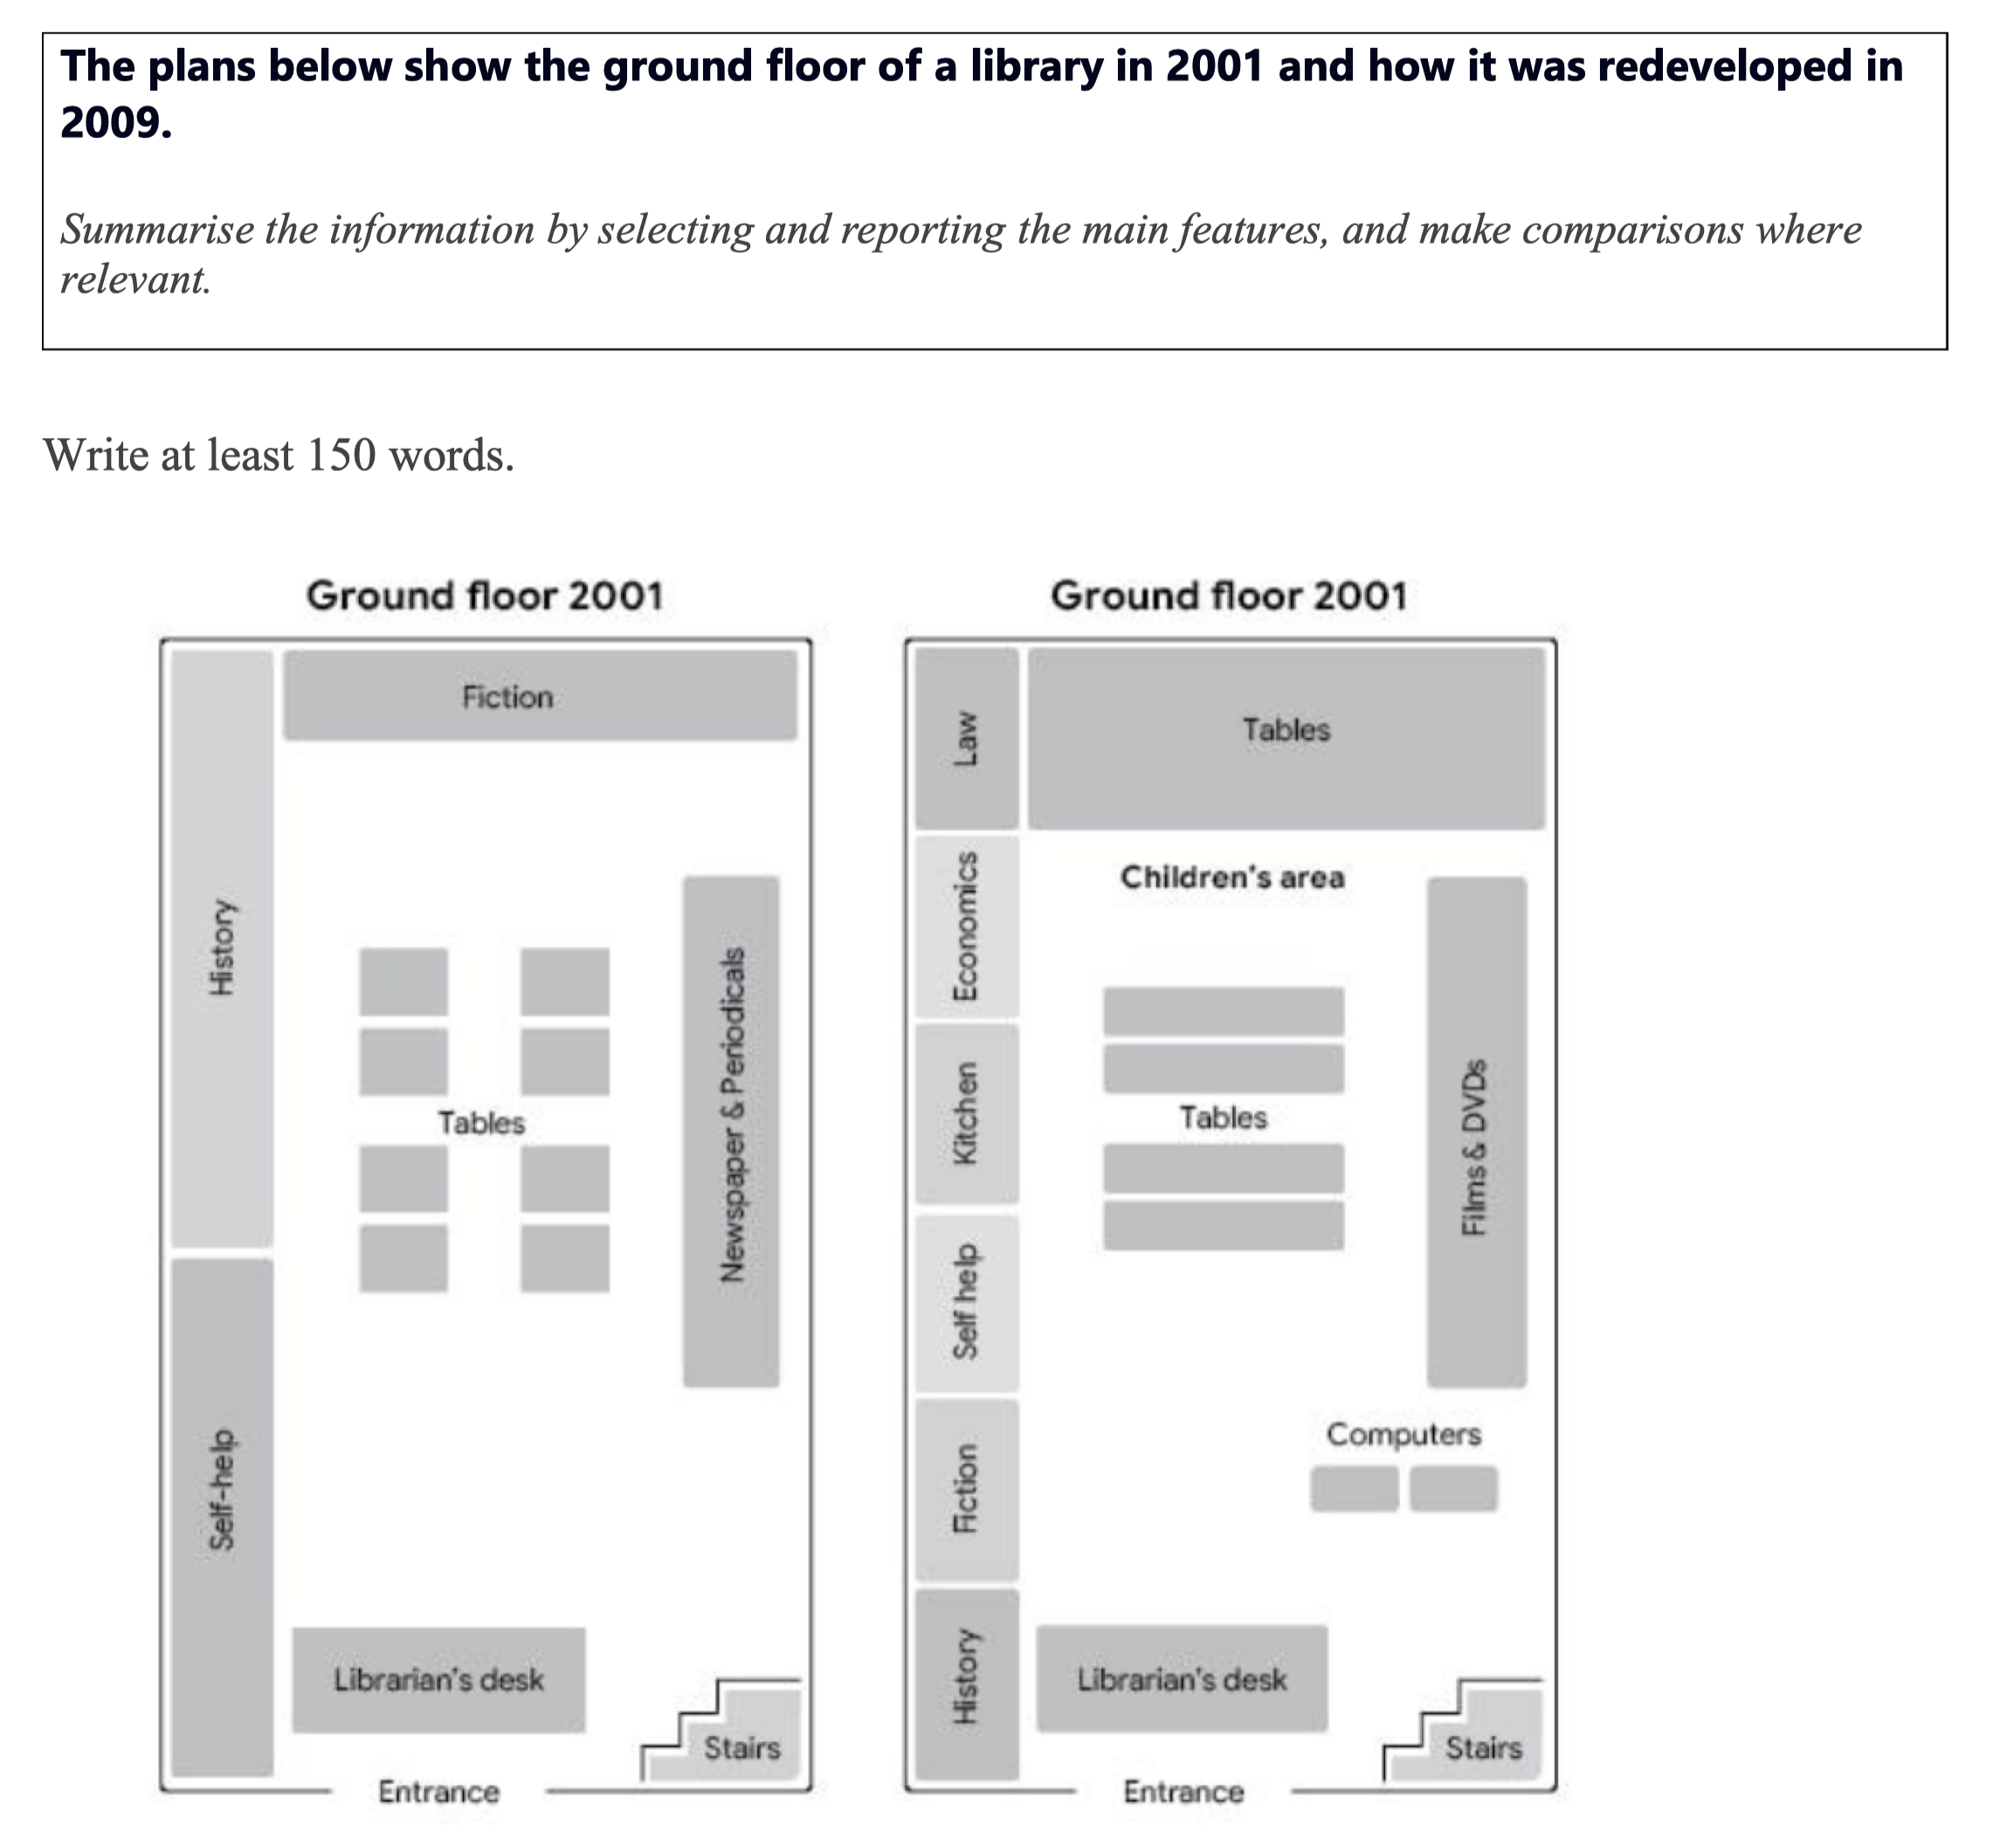 The plans below show the ground floor of a library in 2001 and how it was redeveloped in
2009.
Summarise the information by selecting and reporting the main features, and make comparisons where
relevant.
Write at least 150 words.
Ground floor 2001
Fiction
History
Newspaper & Periodicals
Tables
Self-help
Librarian's desk
Stairs
Entrance
Ground floor 2001
Law
Tables
Economics
Children's area
Kitchen
Tables
Films & DVDs
Self help
Computers
Fiction
History
Librarian's desk
Stairs
Entrance